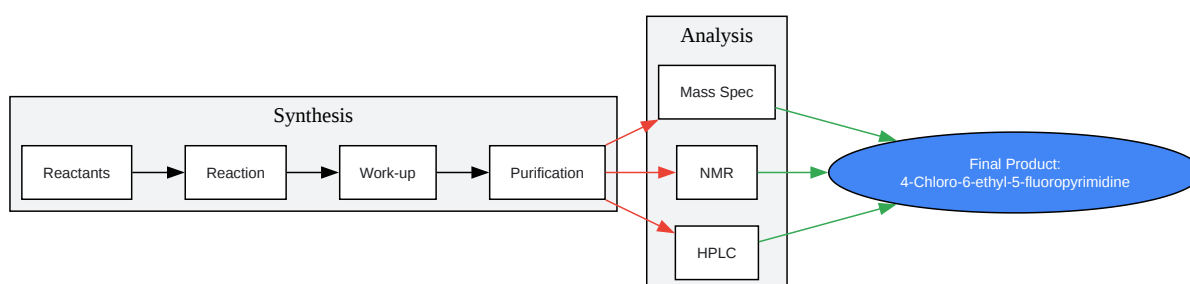 Synthesis
Reactants
Reaction
Work-up
Purification
Analysis
Mass Spec
NMR
HPLC
Final Product:
4-Chloro-6-ethyl-5-fluoropyrimidine